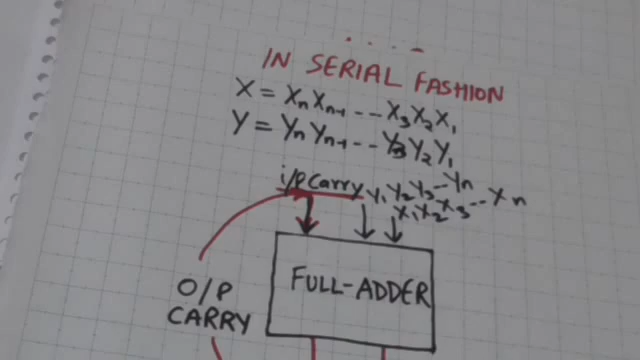 IN SERIAL FASHION
X = Xn Xn-1 --- X3 X2 X1
Y = Yn Yn-1 --- Y3 Y2 Y1
i/p Carry Y1 Y2 Y3 -- Yn
X1 X2 X3 --- Xn
FULL-ADDER
O/P
CARRY